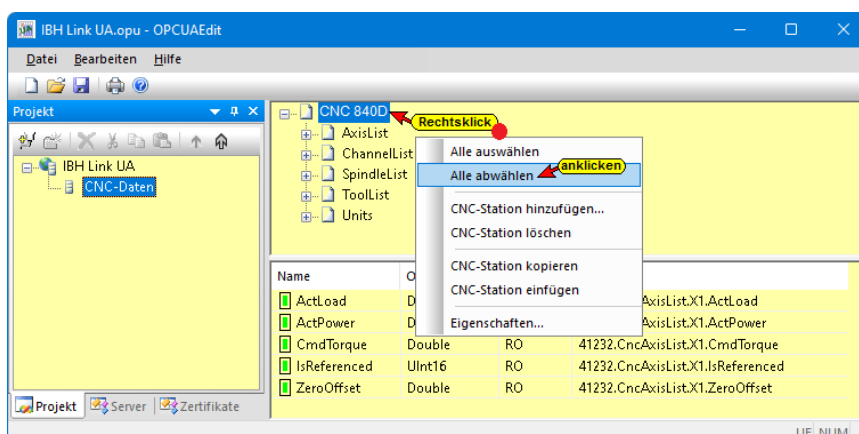 IBH Link UA.opu - OPCUAEdit
Datei Bearbeiten Hilfe
Projekt
IBH Link UA
CNC-Daten
Projekt Server Zertifikate
CNC 840D
AxisList
ChannelList
SpindleList
ToolList
Units
Rechtsklick
Alle auswählen
Alle abwählen
anklicken
CNC-Station hinzufügen...
CNC-Station löschen
CNC-Station kopieren
CNC-Station einfügen
Eigenschaften...
Name
ActLoad AxisList.X1.ActLoad
ActPower AxisList.X1.ActPower
CmdTorque Double RO 41232.CncAxisList.X1.CmdTorque
IsReferenced UInt16 RO 41232.CncAxisList.X1.IsReferenced
ZeroOffset Double RO 41232.CncAxisList.X1.ZeroOffset